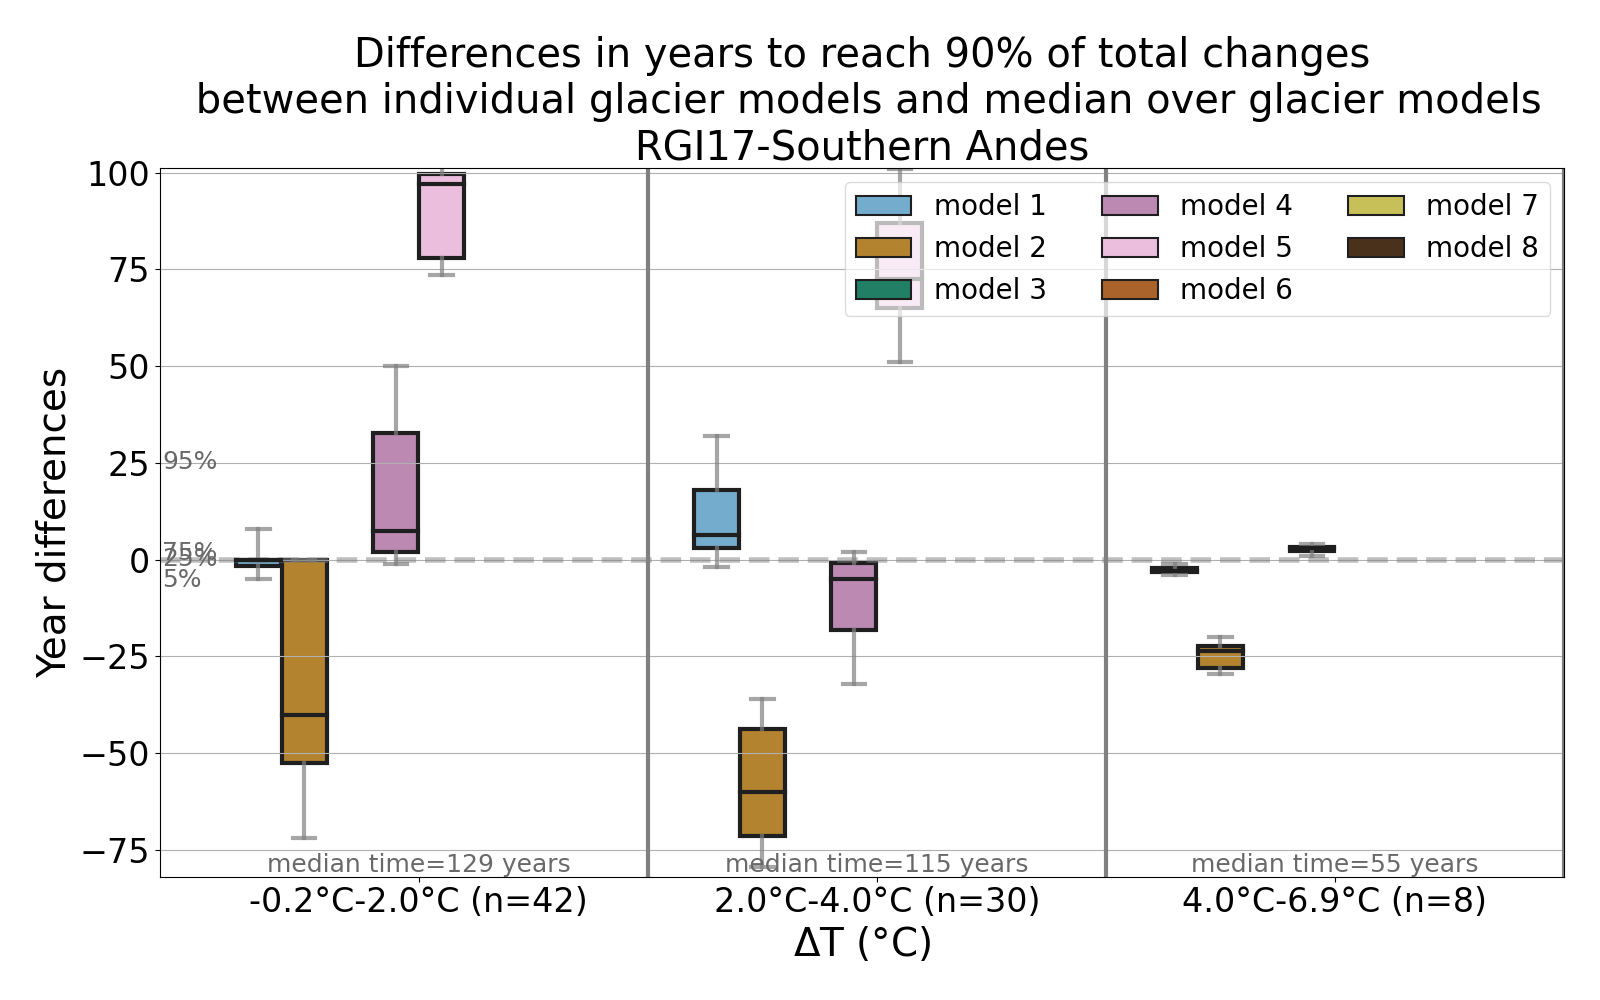 Differences in years to reach 90% of total changes
between individual glacier models and median over glacier models
RGI17-Southern Andes
Year differences
100
75
50
25
0
−25
−50
−75
95%
75%
25%
5%
model 1
model 2
model 3
model 4
model 5
model 6
model 7
model 8
median time=129 years
median time=115 years
median time=55 years
-0.2°C-2.0°C (n=42)
2.0°C-4.0°C (n=30)
4.0°C-6.9°C (n=8)
ΔT (°C)